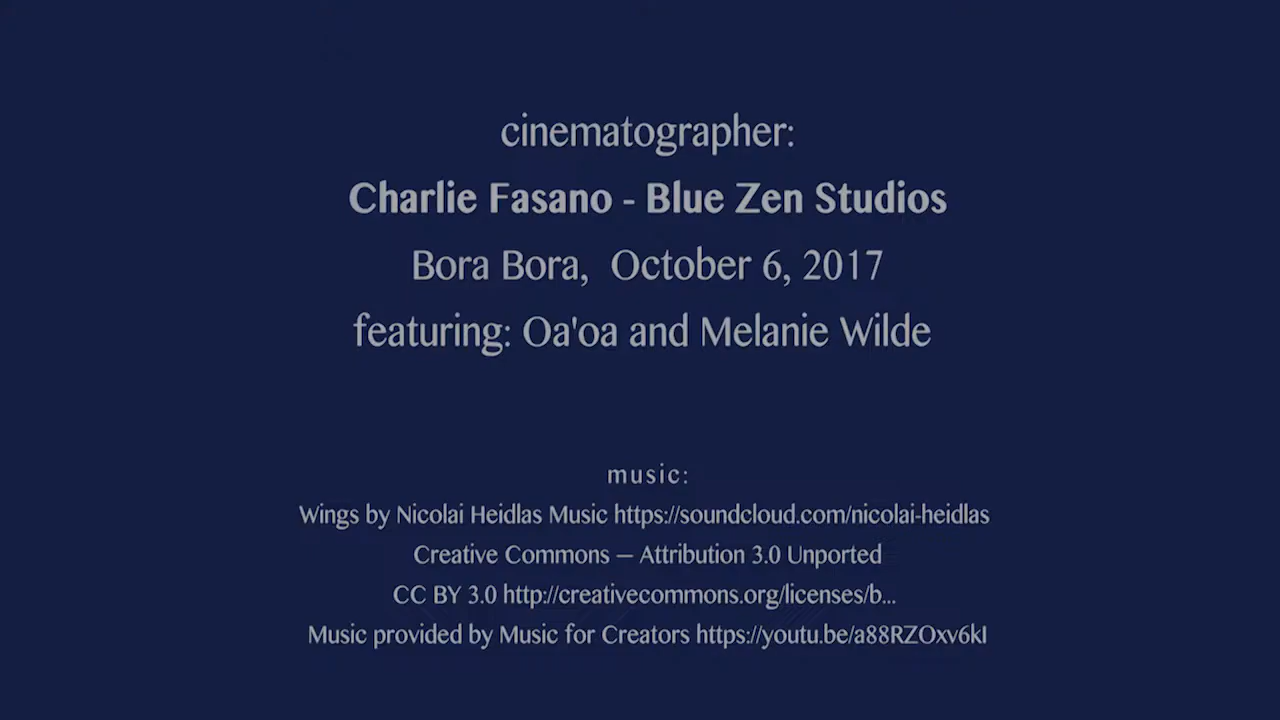 cinematographer:
Charlie Fasano - Blue Zen Studios
Bora Bora,  October 6, 2017
featuring: Oa'oa and Melanie Wilde
music:
Wings by Nicolai Heidlas Music https://soundcloud.com/nicolai-heidlas
Creative Commons — Attribution 3.0 Unported
CC BY 3.0 http://creativecommons.org/licenses/b...
Music provided by Music for Creators https://youtu.be/a88RZOxv6kI